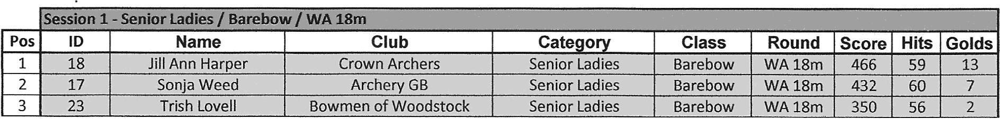 Session 1 - Senior Ladies / Barebow / WA 18m
Pos ID Name Club Category Class Round Score Hits Golds
1 18 Jill Ann Harper Crown Archers Senior Ladies Barebow WA 18m 466 59 13
2 17 Sonja Weed Archery GB Senior Ladies Barebow WA 18m 432 60 7
3 23 Trish Lovell Bowmen of Woodstock Senior Ladies Barebow WA 18m 350 56 2